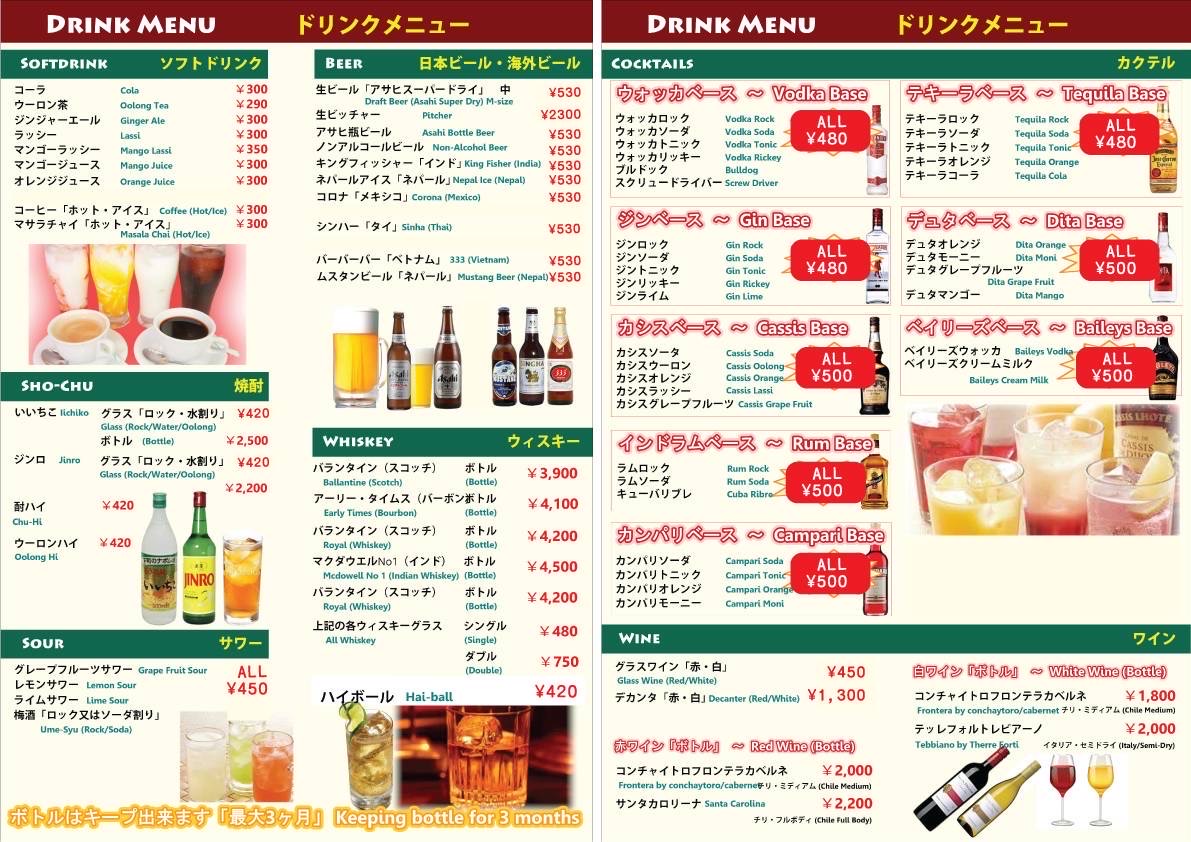 DRINK MENU ドリンクメニュー
SOFTDRINK ソフトドリンク
コーラ Cola ¥300
ウーロン茶 Oolong Tea ¥290
ジンジャーエール Ginger Ale ¥300
ラッシー Lassi ¥300
マンゴーラッシー Mango Lassi ¥350
マンゴージュース Mango Juice ¥300
オレンジジュース Orange Juice ¥300
コーヒー「ホット・アイス」 Coffee (Hot/Ice) ¥300
マサラチャイ「ホット・アイス」 ¥300
Masala Chai (Hot/Ice)
SHO-CHU 焼酎
いいちこ Iichiko グラス「ロック・水割り」 ¥420
Glass (Rock/Water/Oolong)
ボトル (Bottle) ¥2,500
ジンロ Jinro グラス「ロック・水割り」 ¥420
Glass (Rock/Water/Oolong)
¥2,200
酎ハイ ¥420
Chu-Hi
ウーロンハイ ¥420
Oolong Hi
いいちこ
JINRO
SOUR サワー
グレープフルーツサワー Grape Fruit Sour ALL
レモンサワー Lemon Sour ¥450
ライムサワー Lime Sour
梅酒「ロック又はソーダ割り」
Ume-Syu (Rock/Soda)
BEER 日本ビール・海外ビール
生ビール「アサヒスーパードライ」 中 ¥530
Draft Beer (Asahi Super Dry) M-size
生ビッチャー Pitcher ¥2300
アサヒ瓶ビール Asahi Bottle Beer ¥530
ノンアルコールビール Non-Alcohol Beer ¥530
キングフィッシャー「インド」 King Fisher (India) ¥530
ネパールアイス「ネパール」 Nepal Ice (Nepal) ¥530
コロナ「メキシコ」 Corona (Mexico) ¥530
シンハー「タイ」 Sinha (Thai) ¥530
バーバーバー「ベトナム」 333 (Vietnam) ¥530
ムスタンビール「ネパール」 Mustang Beer (Nepal) ¥530
Asahi
Asahi
MUSTANG
SINGHA
333
WHISKEY ウィスキー
バランタイン（スコッチ） ボトル ¥3,900
Ballantine (Scotch) (Bottle)
アーリー・タイムス（バーボン ボトル ¥4,100
Early Times (Bourbon) (Bottle)
バランタイン（スコッチ） ボトル ¥4,200
Royal (Whiskey) (Bottle)
マクダウエルNo1（インド） ボトル ¥4,500
Mcdowell No 1 (Indian Whiskey) (Bottle)
バランタイン（スコッチ） ボトル ¥4,200
Royal (Whiskey) (Bottle)
上記の各ウィスキーグラス シングル ¥480
All Whiskey (Single)
ダブル ¥750
(Double)
ハイボール Hai-ball ¥420
ボトルはキープ出来ます「最大3ヶ月」 Keeping bottle for 3 months
DRINK MENU ドリンクメニュー
COCKTAILS カクテル
ウォッカベース ～ Vodka Base
ウォッカロック Vodka Rock
ウォッカソーダ Vodka Soda
ウォカトニック Vodka Tonic
ウォッカリッキー Vodka Rickey
ブルドック Bulldog
スクリュードライバー Screw Driver
ALL
¥480
テキーラベース ～ Tequila Base
テキーラロック Tequila Rock
テキーラソーダ Tequila Soda
テキーラトニック Tequila Tonic
テキーラオレンジ Tequila Orange
テキーラコーラ Tequila Cola
ALL
¥480
ジンベース ～ Gin Base
ジンロック Gin Rock
ジンソーダ Gin Soda
ジントニック Gin Tonic
ジンリッキー Gin Rickey
ジンライム Gin Lime
ALL
¥480
デュタベース ～ Dita Base
デュタオレンジ Dita Orange
デュタモーニー Dita Moni
デュタグレープフルーツ
Dita Grape Fruit
デュタマンゴー Dita Mango
ALL
¥500
カシスベース ～ Cassis Base
カシスソータ Cassis Soda
カシスウーロン Cassis Oolong
カシスオレンジ Cassis Orange
カシスラッシー Cassis Lassi
カシスグレープフルーツ Cassis Grape Fruit
ALL
¥500
ベイリーズベース ～ Baileys Base
ベイリーズウォッカ Baileys Vodka
ベイリーズクリームミルク
Baileys Cream Milk
ALL
¥500
インドラムベース ～ Rum Base
ラムロック Rum Rock
ラムソーダ Rum Soda
キューバリブレ Cuba Ribre
ALL
¥500
カンパリベース ～ Campari Base
カンパリソーダ Campari Soda
カンパリトニック Campari Tonic
カンパリオレンジ Campari Orange
カンパリモーニー Campari Moni
ALL
¥500
CASSIS LHOTE
CASSIS
WINE ワイン
グラスワイン「赤・白」 ¥450
Glass Wine (Red/White)
デカンタ「赤・白」 Decanter (Red/White) ¥1,300
赤ワイン「ボトル」 ～ Red Wine (Bottle)
コンチャイトロフロンテラカベルネ ¥2,000
Frontera by conchaytoro/cabernet チリ・ミディアム (Chile Medium)
サンタカロリーナ Santa Carolina ¥2,200
チリ・フルボディ (Chile Full Body)
白ワイン「ボトル」 ～ White Wine (Bottle)
コンチャイトロフロンテラカベルネ ¥1,800
Frontera by conchaytoro/cabernet チリ・ミディアム (Chile Medium)
テッレフォルトレビアーノ ¥2,000
Tebbiano by Therre Forti イタリア・セミドライ (Italy/Semi-Dry)